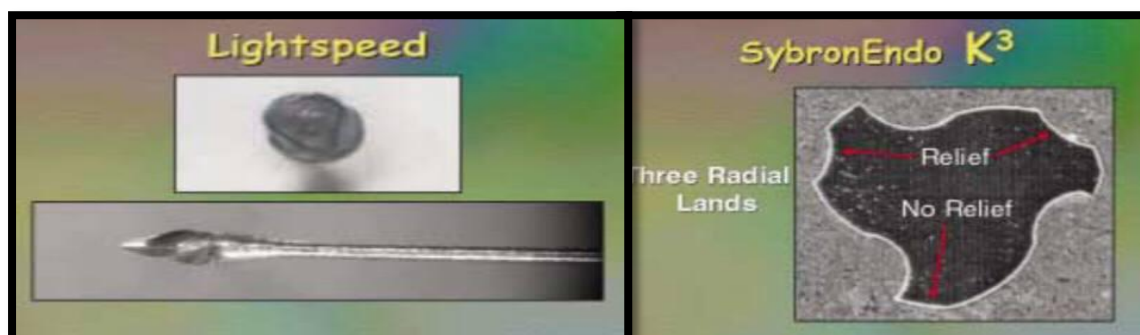 Lightspeed
SybronEndo K³
Relief
Three Radial
Lands
No Relief